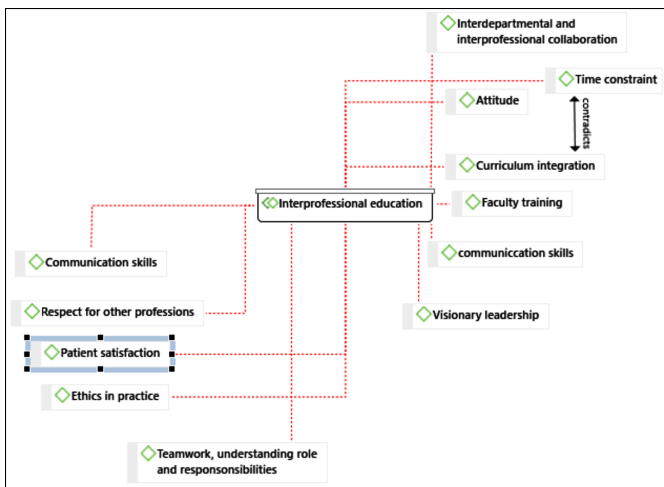 Interdepartmental and
interprofessional collaboration
Time constraint
Attitude
contradicts
Curriculum integration
Interprofessional education
Faculty training
communiccation skills
Communication skills
Respect for other professions
Visionary leadership
Patient satisfaction
Ethics in practice
Teamwork, understanding role
and responsonsibilities